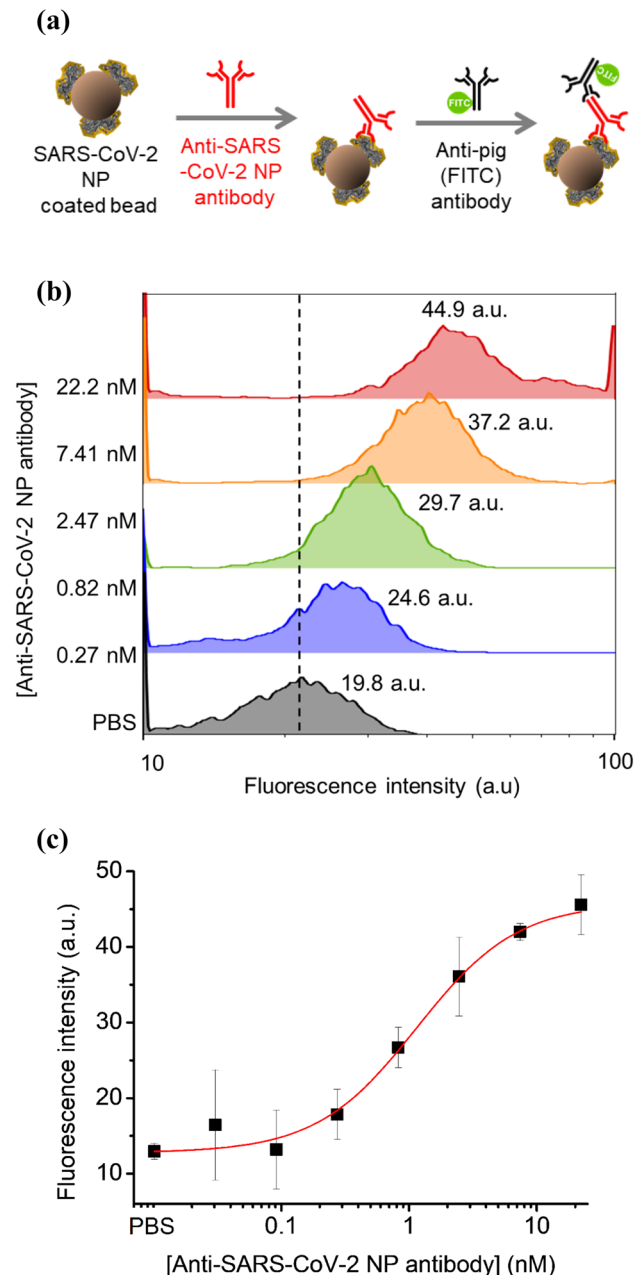 (a)
FITC
FITC
SARS-CoV-2
NP
coated bead
Anti-SARS
-CoV-2 NP
antibody
Anti-pig
(FITC)
antibody
(b)
[Anti-SARS-CoV-2 NP antibody]
22.2 nM
7.41 nM
2.47 nM
0.82 nM
0.27 nM
PBS
44.9 a.u.
37.2 a.u.
29.7 a.u.
24.6 a.u.
19.8 a.u.
10
100
Fluorescence intensity (a.u)
(c)
Fluorescence intensity (a.u.)
50
40
30
20
10
PBS
0.1
1
10
[Anti-SARS-CoV-2 NP antibody] (nM)